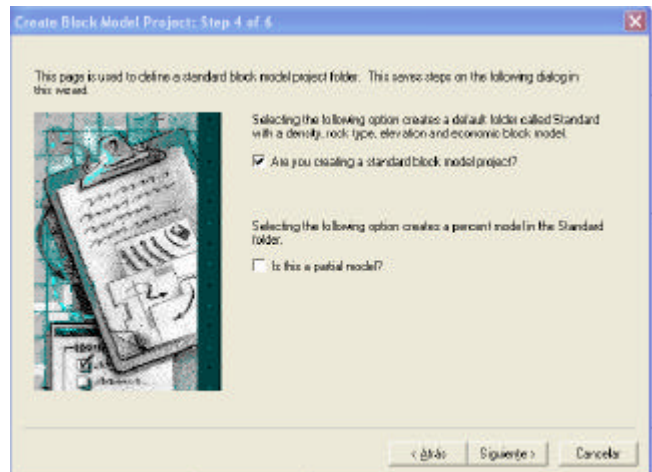 Create Block Model Project: Step 4 of 6
This page is used to define a standard block model project folder. This saves steps on the following dialog in
this wizard.
Selecting the following option creates a default folder called Standard
with a density, rock type, elevation and economic block model.
Are you creating a standard block model project?
Selecting the following option creates a percent model in the Standard
folder.
Is this a partial model?
< Atrás
Siguiente >
Cancelar